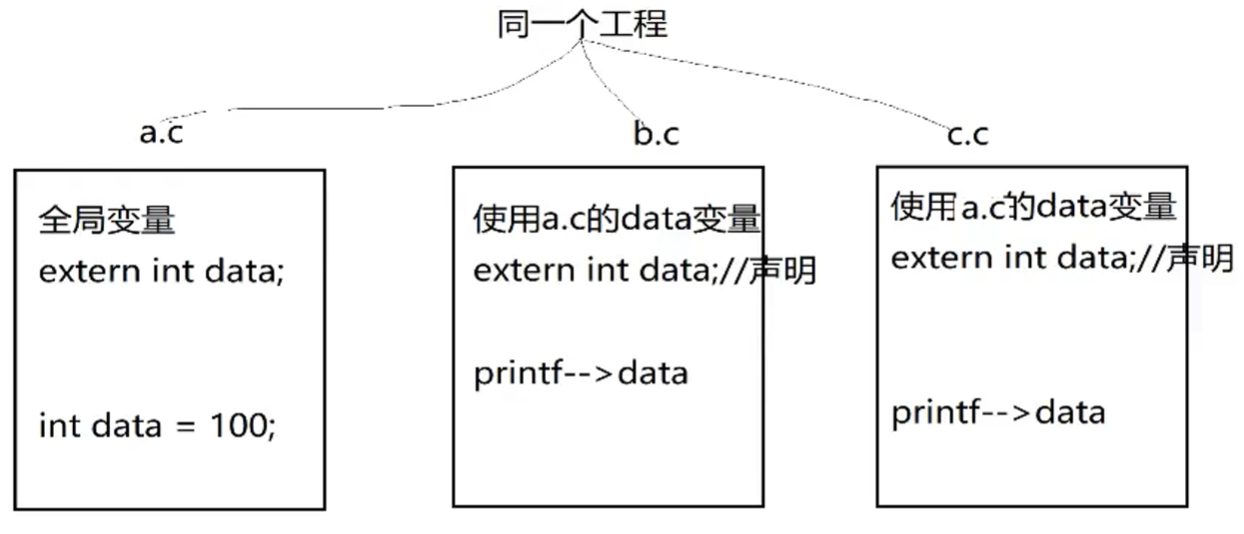 同一个工程
a.c
b.c
c.c
全局变量
extern int data;
int data = 100;
使用a.c的data变量
extern int data;//声明
printf-->data
使用a.c的data变量
extern int data;//声明
printf-->data